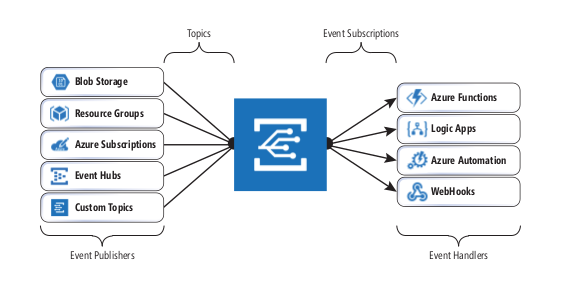 Topics
Event Subscriptions
Blob Storage
Resource Groups
Azure Subscriptions
Event Hubs
Custom Topics
Azure Functions
Logic Apps
Azure Automation
WebHooks
Event Publishers
Event Handlers